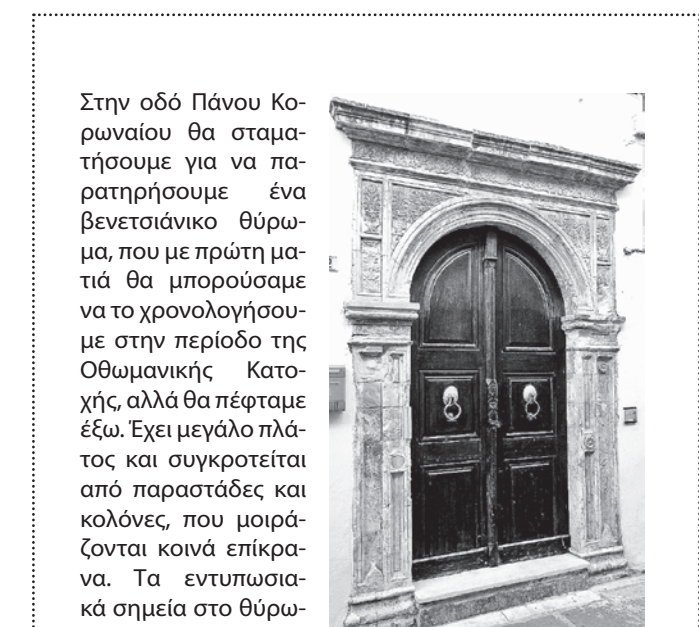 Στην οδό Πάνου Κο-
ρωναίου θα σταμα-
τήσουμε για να πα-
ρατηρήσουμε ένα
βενετσιάνικο θύρω-
μα, που με πρώτη μα-
τιά θα μπορούσαμε
να το χρονολογήσου-
με στην περίοδο της
Οθωμανικής Κατο-
χής, αλλά θα πέφταμε
έξω. Έχει μεγάλο πλά-
τος και συγκροτείται
από παραστάδες και
κολόνες, που μοιρά-
ζονται κοινά επίκρα-
να. Τα εντυπωσια-
κά σημεία στο θύρω-